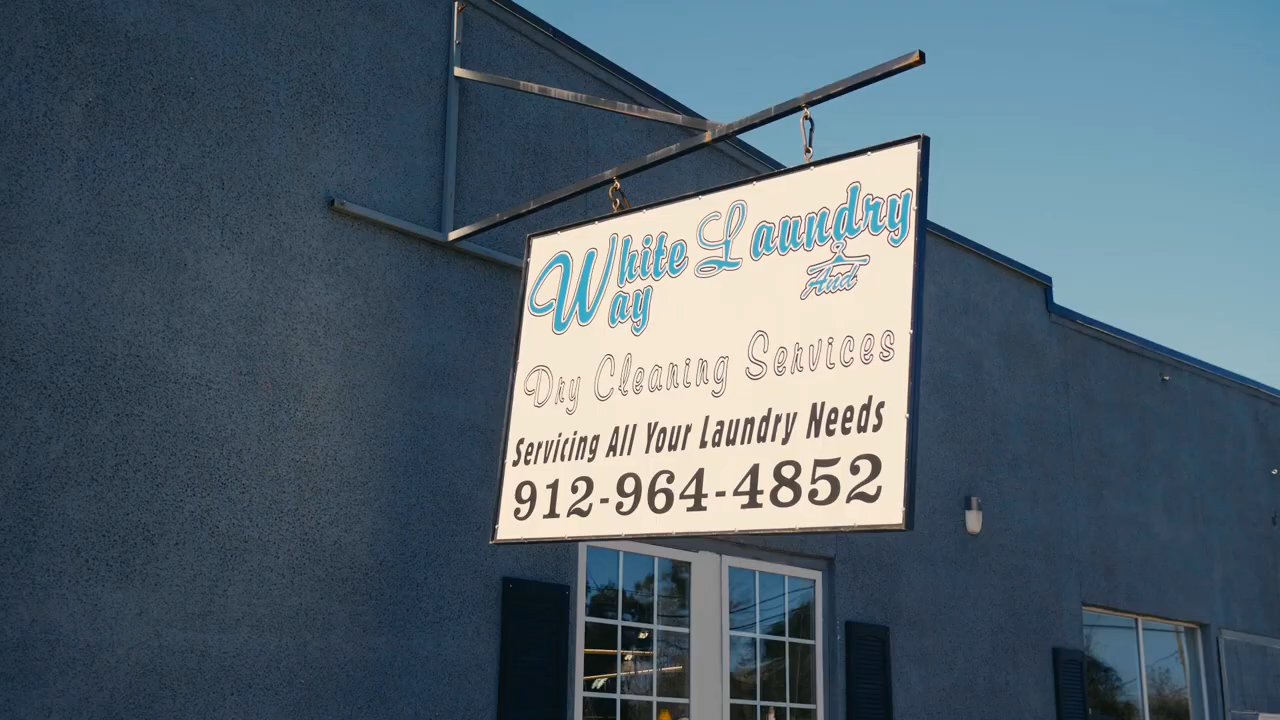 White Laundry
Way
And
Dry Cleaning Services
Servicing All Your Laundry Needs
912-964-4852